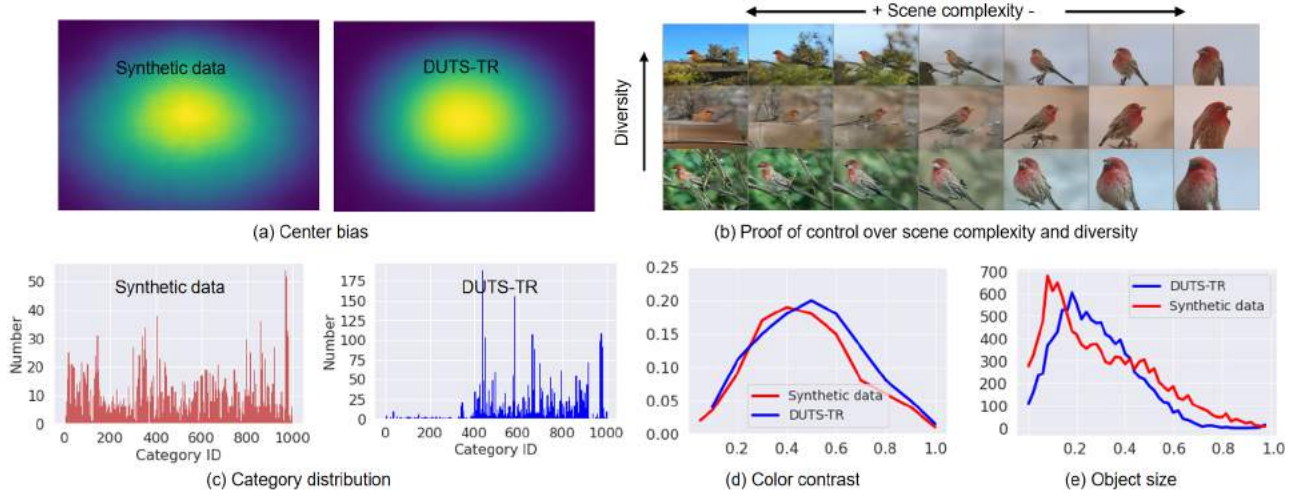 Synthetic data
DUTS-TR
(a) Center bias
+ Scene complexity -
Diversity
(b) Proof of control over scene complexity and diversity
Number
50
40
30
20
10
0
Synthetic data
0 200 400 600 800 1000
Category ID
Number
175
150
125
100
75
50
25
0
DUTS-TR
0 200 400 600 800 1000
Category ID
(c) Category distribution
0.25
0.20
0.15
0.10
0.05
0.00
Synthetic data
DUTS-TR
0.2 0.4 0.6 0.8 1.0
(d) Color contrast
700
600
500
400
300
200
100
0
DUTS-TR
Synthetic data
0.0 0.2 0.4 0.6 0.8 1.0
(e) Object size